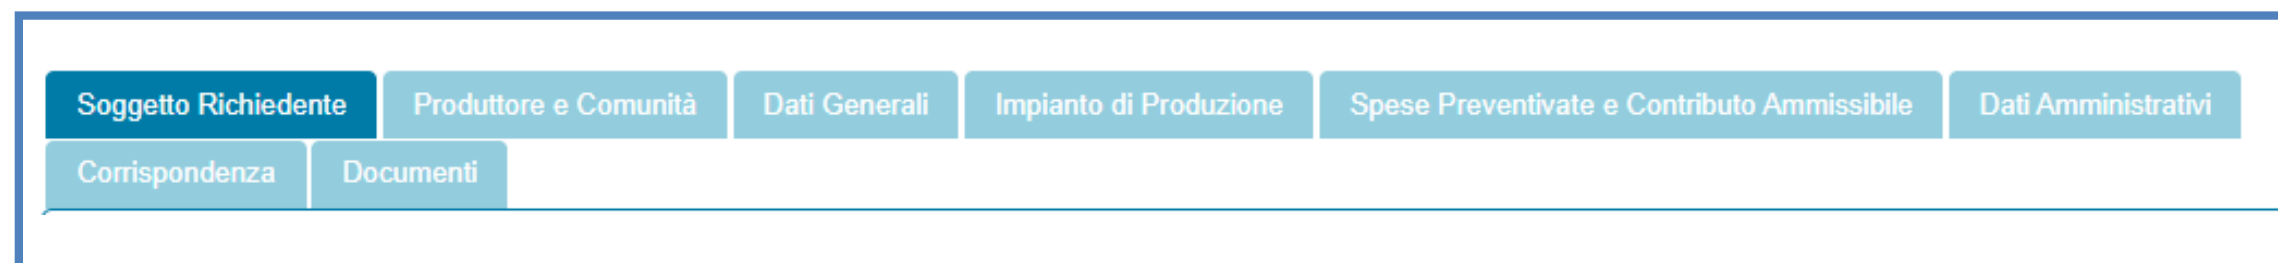 Soggetto Richiedente Produttore e Comunità Dati Generali Impianto di Produzione Spese Preventivate e Contributo Ammissibile Dati Amministrativi
Corrispondenza Documenti